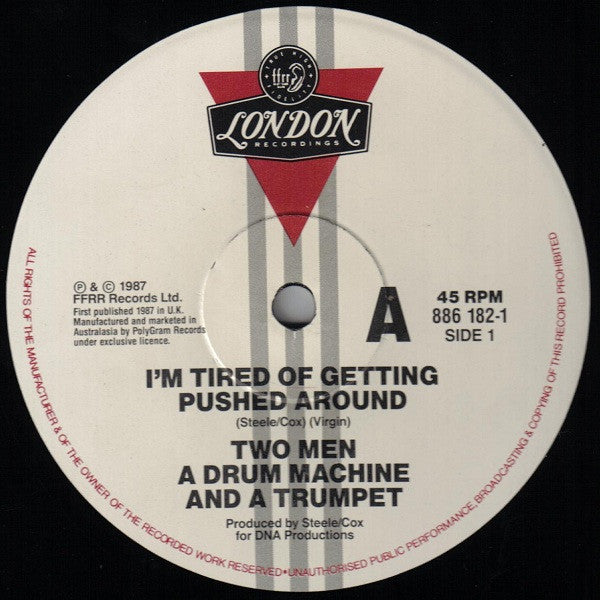 TRUE HIGH
ffrr
FIDELITY
LONDON
RECORDINGS
℗ & © 1987
FFRR Records Ltd.
First published 1987 in U.K.
Manufactured and marketed in
Australasia by PolyGram Records
under exclusive licence.
A
45 RPM
886 182-1
SIDE 1
I'M TIRED OF GETTING
PUSHED AROUND
(Steele/Cox) (Virgin)
TWO MEN
A DRUM MACHINE
AND A TRUMPET
Produced by Steele/Cox
for DNA Productions
ALL RIGHTS OF THE MANUFACTURER & OF THE OWNER OF THE RECORDED WORK RESERVED•UNAUTHORISED PUBLIC PERFORMANCE, BROADCASTING & COPYING OF THIS RECORD PROHIBITED